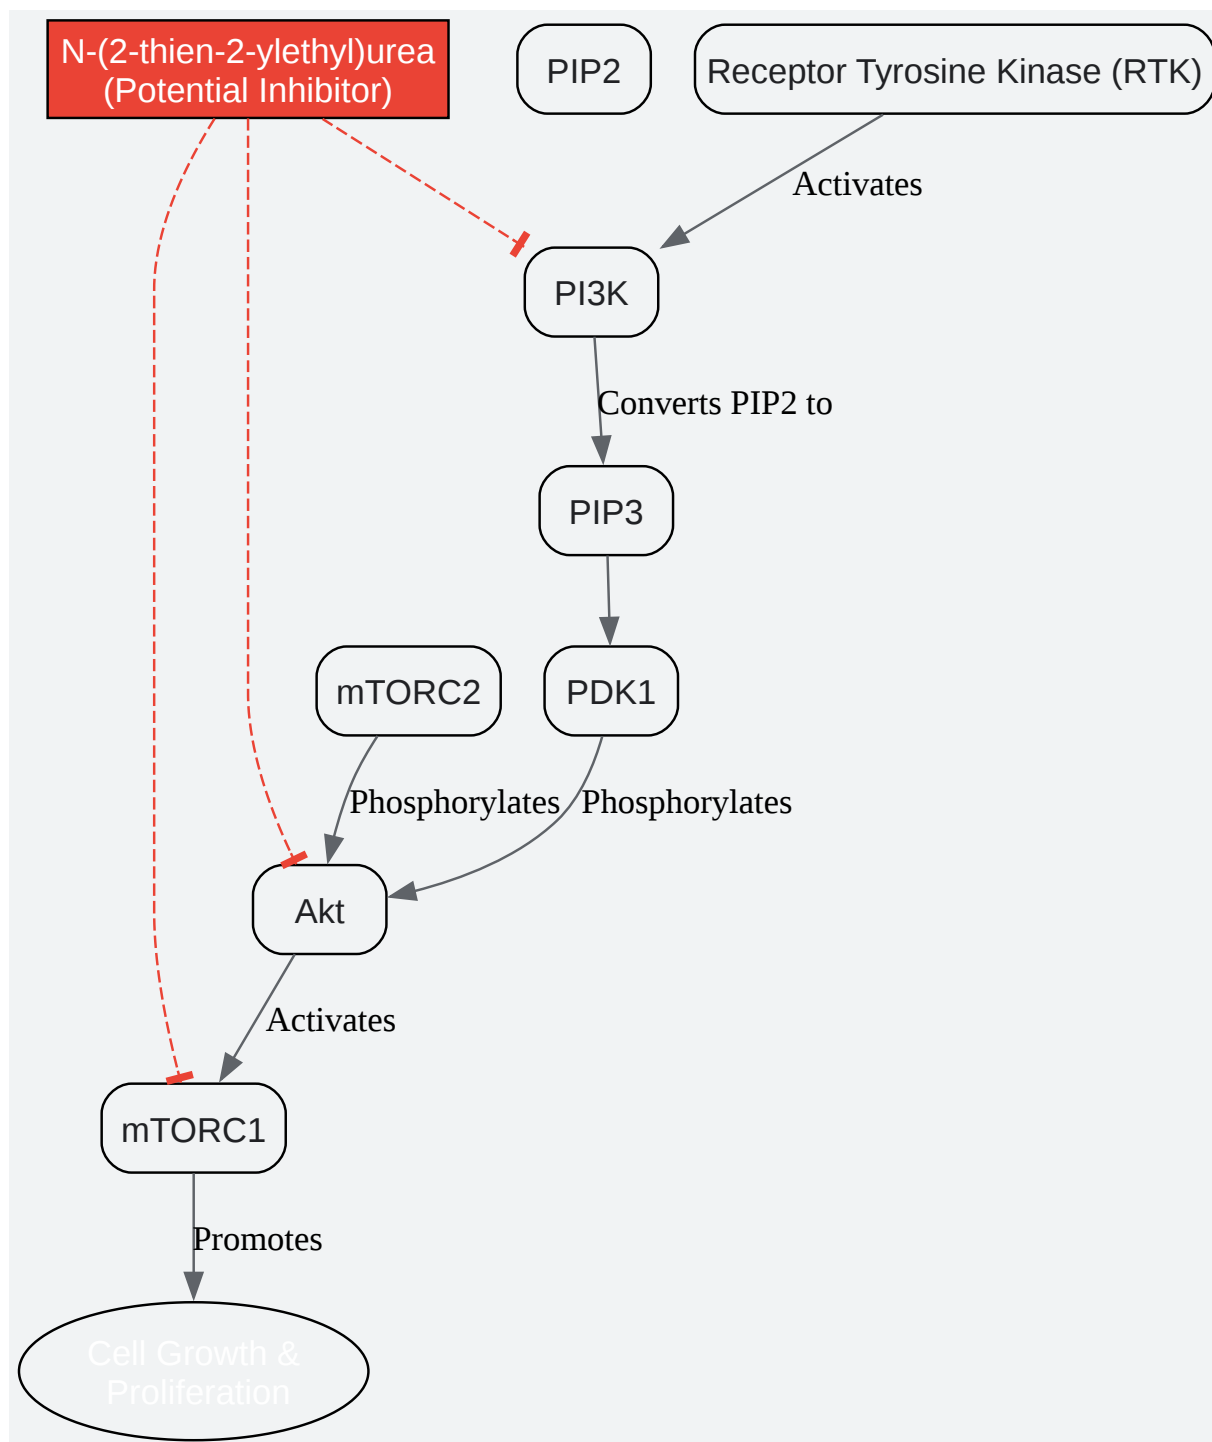 N-(2-thien-2-ylethyl)urea
(Potential Inhibitor)
PIP2
Receptor Tyrosine Kinase (RTK)
Activates
PI3K
Converts PIP2 to
PIP3
mTORC2
PDK1
Phosphorylates
Phosphorylates
Akt
Activates
mTORC1
Promotes
Cell Growth &
Proliferation